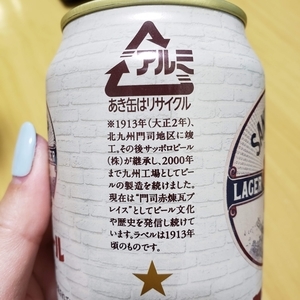 アルミ
あき缶はリサイクル
※1913年（大正2年）、
北九州門司地区に竣
工。その後サッポロビール
（株）が継承し、2000年
まで九州工場としてビー
ルの製造を続けました。
現在は"門司赤煉瓦プ
レイス"としてビール文化
や歴史を発信し続けて
います。ラベルは1913年
頃のものです。
LAGER